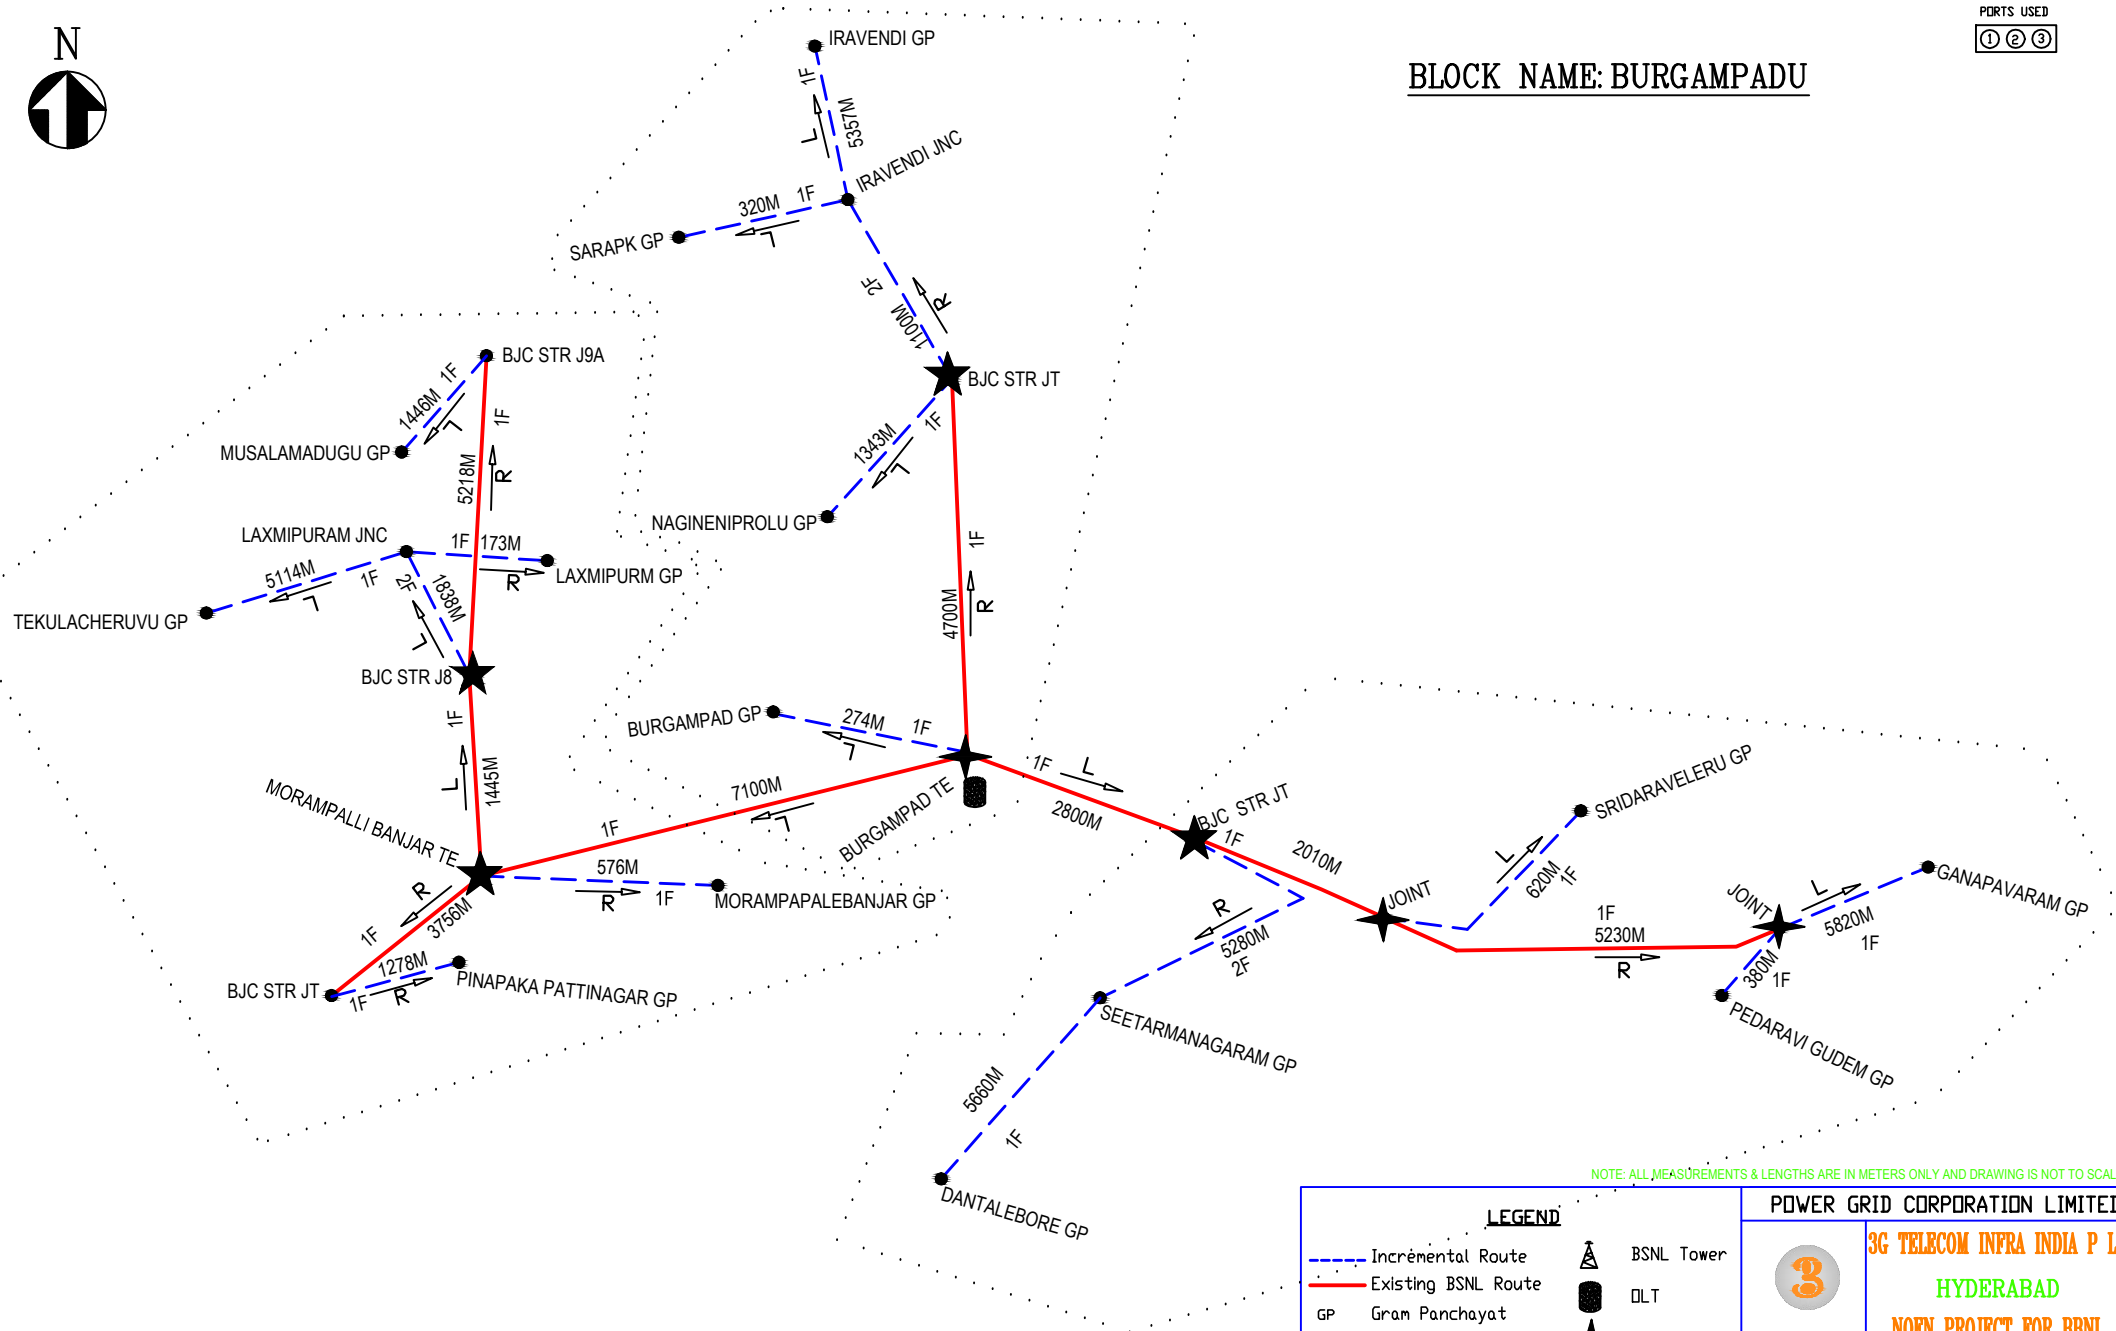 PORTS USED
1 2 3
N
BLOCK NAME: BURGAMPADU
IRAVENDI GP
1F
5357M
L
IRAVENDI JNC
320M 1F
L
SARAPK GP
2F
1100M
R
BJC STR JT
1343M
1F
L
NAGINENIPROLU GP
BJC STR J9A
1446M 1F
L
MUSALAMADUGU GP
1F
5218M
R
LAXMIPURAM JNC
1F 173M
R
LAXMIPURM GP
5114M
1F
L
TEKULACHERUVU GP
2F
1838M
L
BJC STR J8
1F
1445M
L
1F
4700M
R
BURGAMPAD GP
274M 1F
L
BURGAMPAD TE
7100M
1F
L
MORAMPALLI BANJAR TE
576M
1F
R
MORAMPAPALEBANJAR GP
R
3756M
1F
BJC STR JT
1278M
1F
R
PINAPAKA PATTINAGAR GP
1F
L
2800M
BJC STR JT
1F
2010M
R
5280M
2F
SEETARMANAGARAM GP
5660M
1F
DANTALEBORE GP
JOINT
L
620M
1F
SRIDARAVELERU GP
1F
5230M
R
JOINT
L
5820M
1F
GANAPAVARAM GP
380M
1F
PEDARAVI GUDEM GP
NOTE: ALL MEASUREMENTS & LENGTHS ARE IN METERS ONLY AND DRAWING IS NOT TO SCAL
LEGEND
Incremental Route
BSNL Tower
Existing BSNL Route
OLT
GP Gram Panchayat
POWER GRID CORPORATION LIMITED
3
3G TELECOM INFRA INDIA P L
HYDERABAD
NOFN PROJECT FOR BBNL